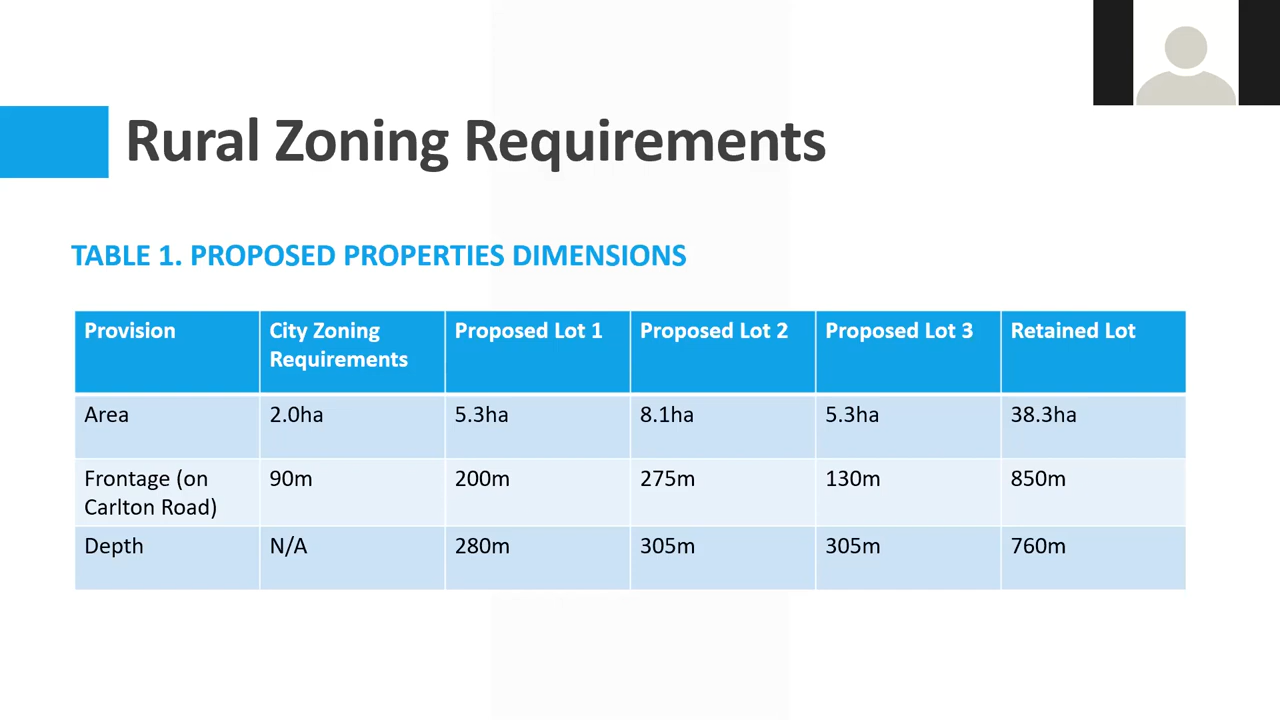 Rural Zoning Requirements
TABLE 1. PROPOSED PROPERTIES DIMENSIONS
Provision City Zoning Requirements Proposed Lot 1 Proposed Lot 2 Proposed Lot 3 Retained Lot
Area 2.0ha 5.3ha 8.1ha 5.3ha 38.3ha
Frontage (on Carlton Road) 90m 200m 275m 130m 850m
Depth N/A 280m 305m 305m 760m